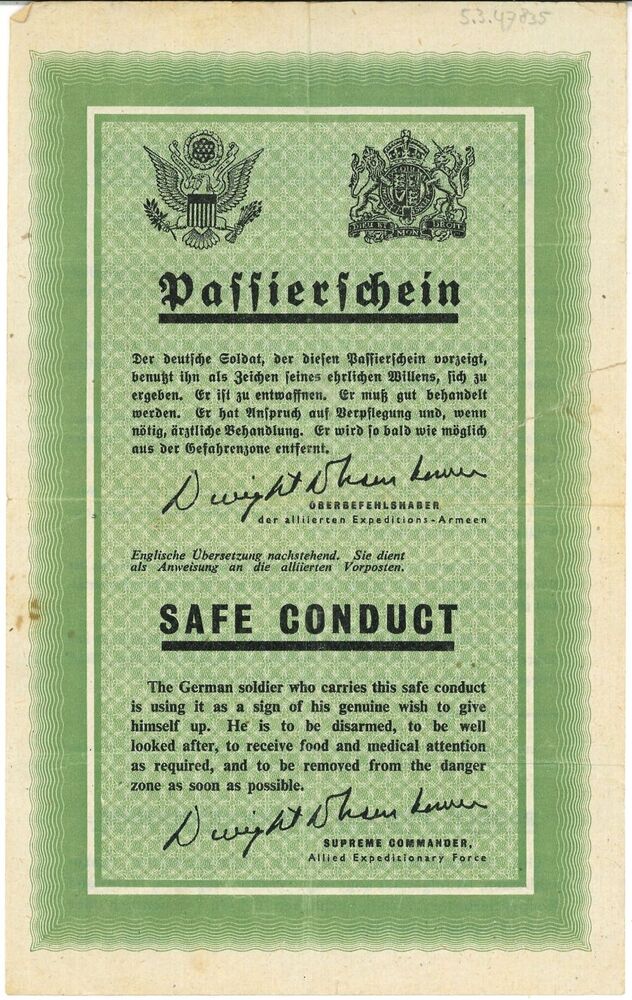 5.3.47835
DIEU ET MON DROIT
Passierschein
Der deutsche Soldat, der diesen Passierschein vorzeigt,
benutzt ihn als Zeichen seines ehrlichen Willens, sich zu
ergeben. Er ist zu entwaffnen. Er muß gut behandelt
werden. Er hat Anspruch auf Verpflegung und, wenn
nötig, ärztliche Behandlung. Er wird so bald wie möglich
aus der Gefahrenzone entfernt.
Dwight D Eisenhower
OBERBEFEHLSHABER
der alliierten Expeditions-Armeen
Englische Übersetzung nachstehend. Sie dient
als Anweisung an die alliierten Vorposten.
SAFE CONDUCT
The German soldier who carries this safe conduct
is using it as a sign of his genuine wish to give
himself up. He is to be disarmed, to be well
looked after, to receive food and medical attention
as required, and to be removed from the danger
zone as soon as possible.
Dwight D Eisenhower
SUPREME COMMANDER,
Allied Expeditionary Force